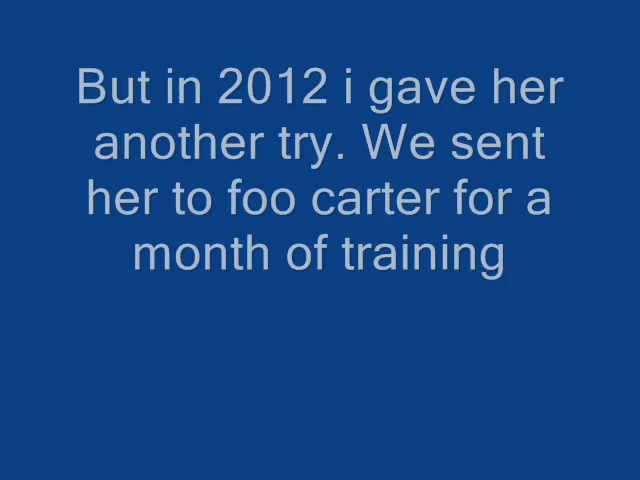 But in 2012 i gave her
another try. We sent
her to foo carter for a
month of training